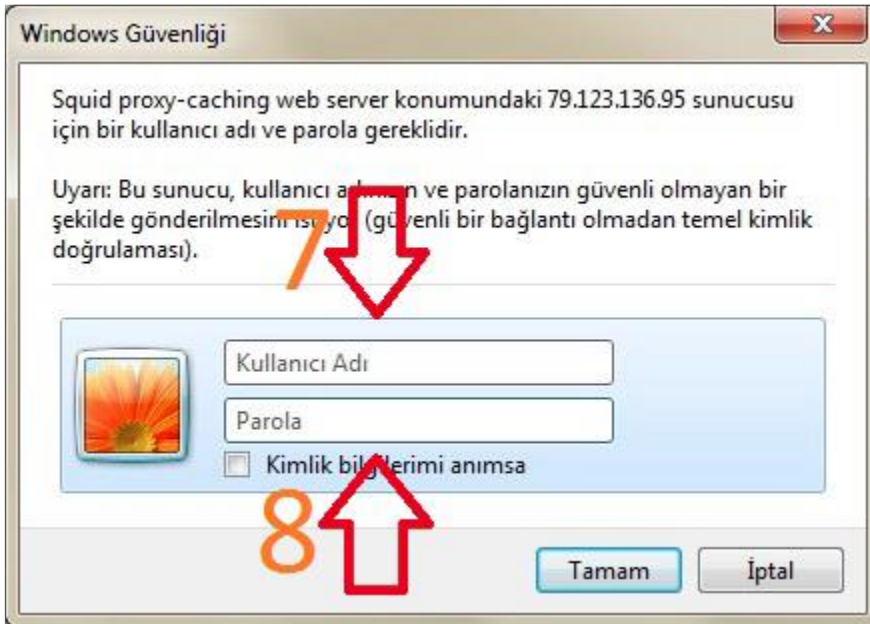 Windows Güvenliği
Squid proxy-caching web server konumundaki 79.123.136.95 sunucusu
için bir kullanıcı adı ve parola gereklidir.
Uyarı: Bu sunucu, kullanıcı ve parolanızın güvenli olmayan bir
şekilde gönderilmesini istiyor (güvenli bir bağlantı olmadan temel kimlik
doğrulaması).
7
Kullanıcı Adı
Parola
Kimlik bilgilerimi anımsa
8
Tamam İptal